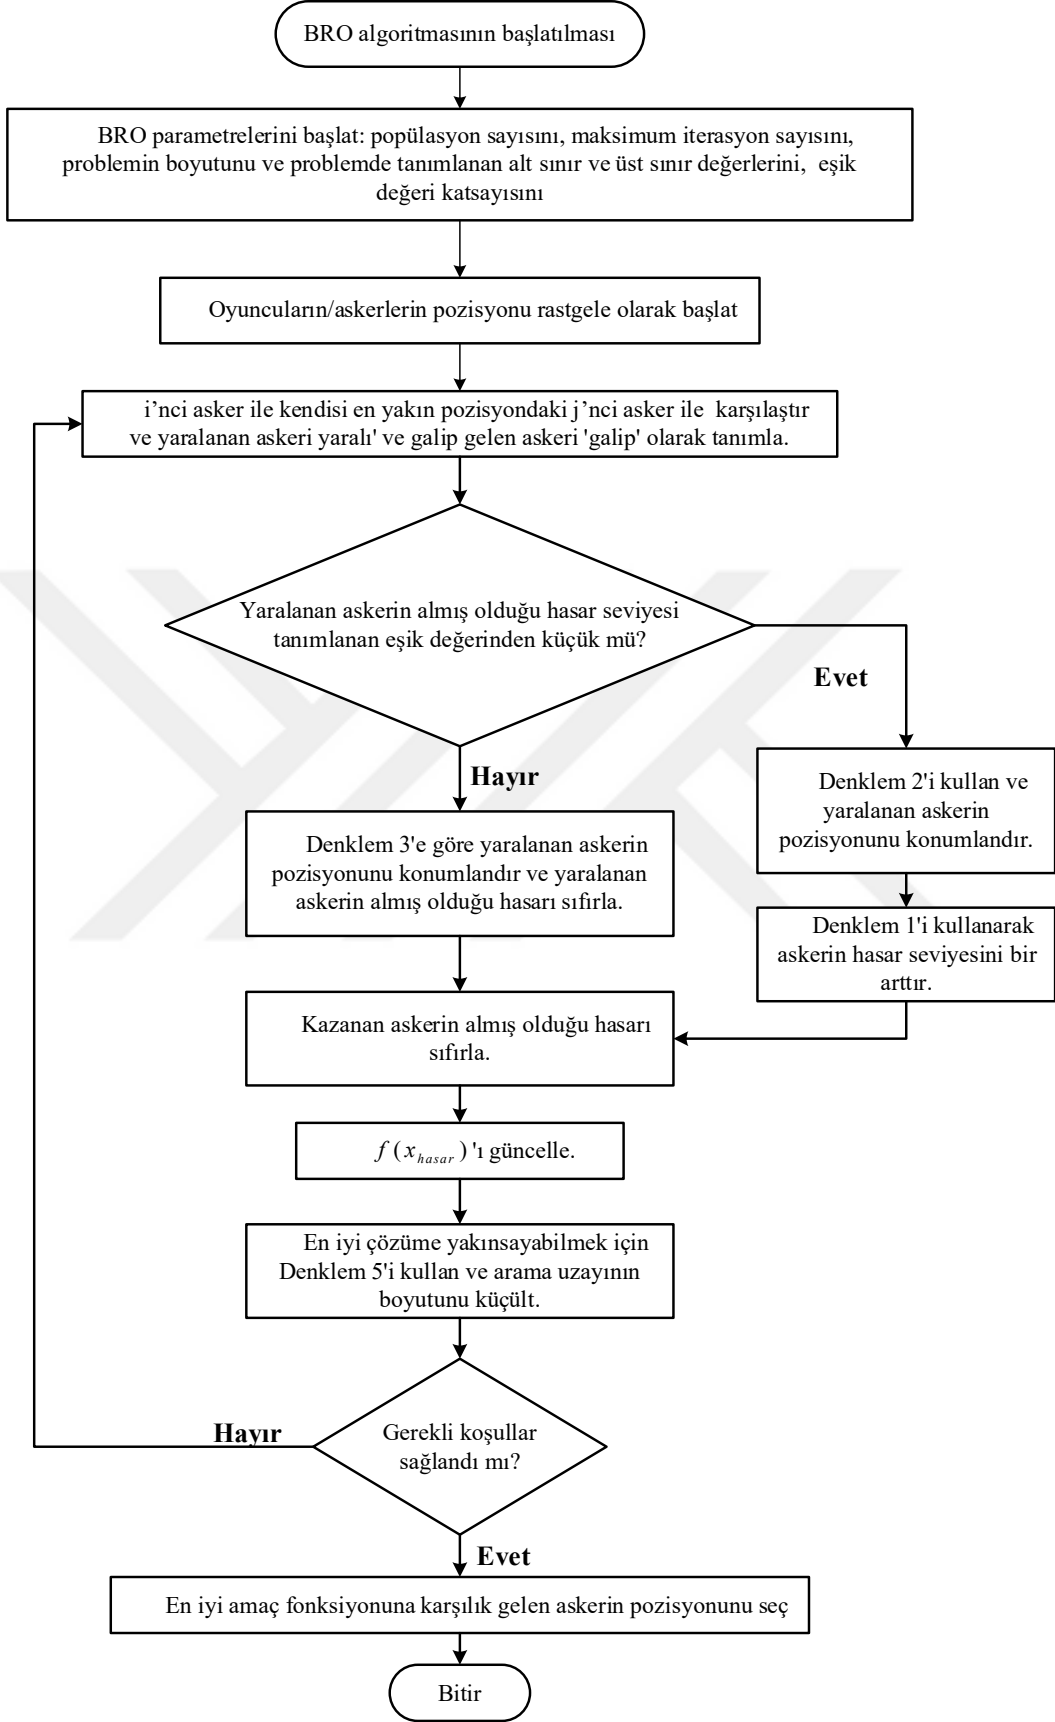 BRO algoritmasının başlatılması
BRO parametrelerini başlat: popülasyon sayısını, maksimum iterasyon sayısını,
problemin boyutunu ve problemde tanımlanan alt sınır ve üst sınır değerlerini, eşik
değeri katsayısını
Oyuncuların/askerlerin pozisyonu rastgele olarak başlat
i’nci asker ile kendisi en yakın pozisyondaki j’nci asker ile karşılaştır
ve yaralanan askeri yaralı' ve galip gelen askeri 'galip' olarak tanımla.
Yaralanan askerin almış olduğu hasar seviyesi
tanımlanan eşik değerinden küçük mü?
Evet
Hayır
Denklem 2'i kullan ve
yaralanan askerin
pozisyonunu konumlandır.
Denklem 3'e göre yaralanan askerin
pozisyonunu konumlandır ve yaralanan
askerin almış olduğu hasarı sıfırla.
Denklem 1'i kullanarak
askerin hasar seviyesini bir
arttır.
Kazanan askerin almış olduğu hasarı
sıfırla.
f(x_hasar)'ı güncelle.
En iyi çözüme yakınsayabilmek için
Denklem 5'i kullan ve arama uzayının
boyutunu küçült.
Hayır
Gerekli koşullar
sağlandı mı?
Evet
En iyi amaç fonksiyonuna karşılık gelen askerin pozisyonunu seç
Bitir